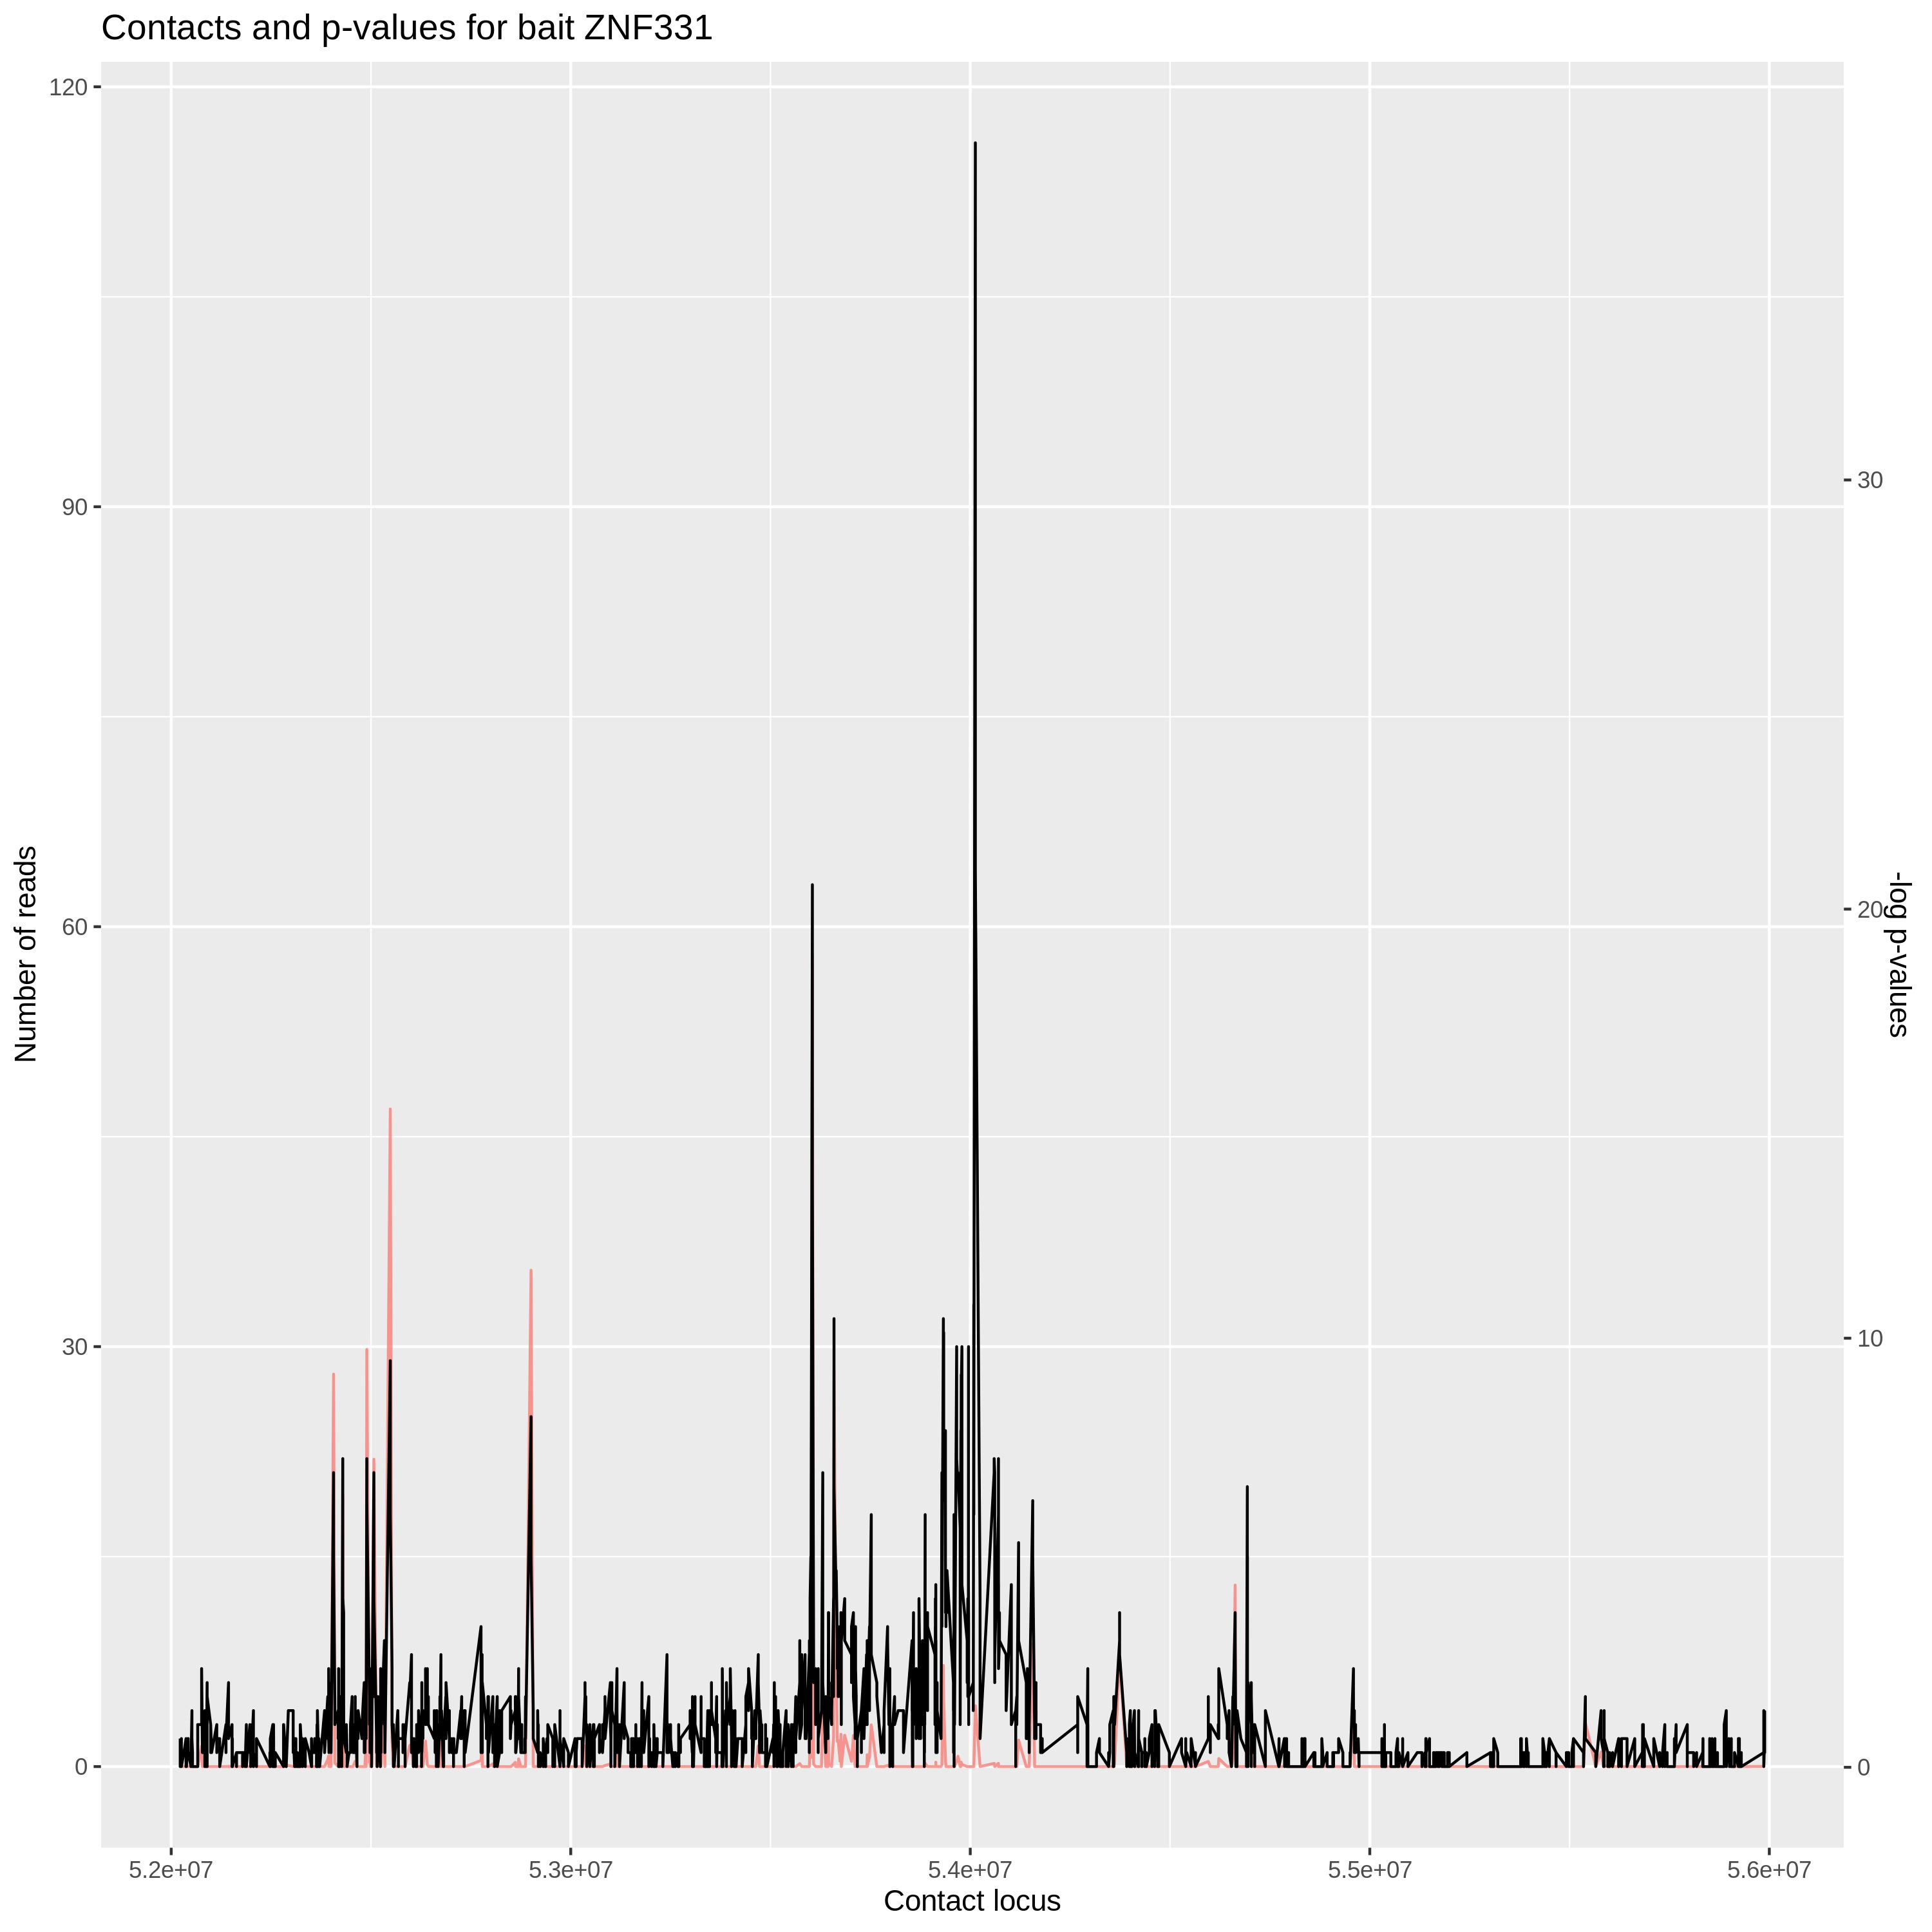 Contacts and p-values for bait ZNF331
120
90
60
30
0
Number of reads
30
20
10
0
-log p-values
5.2e+07 5.3e+07 5.4e+07 5.5e+07 5.6e+07
Contact locus